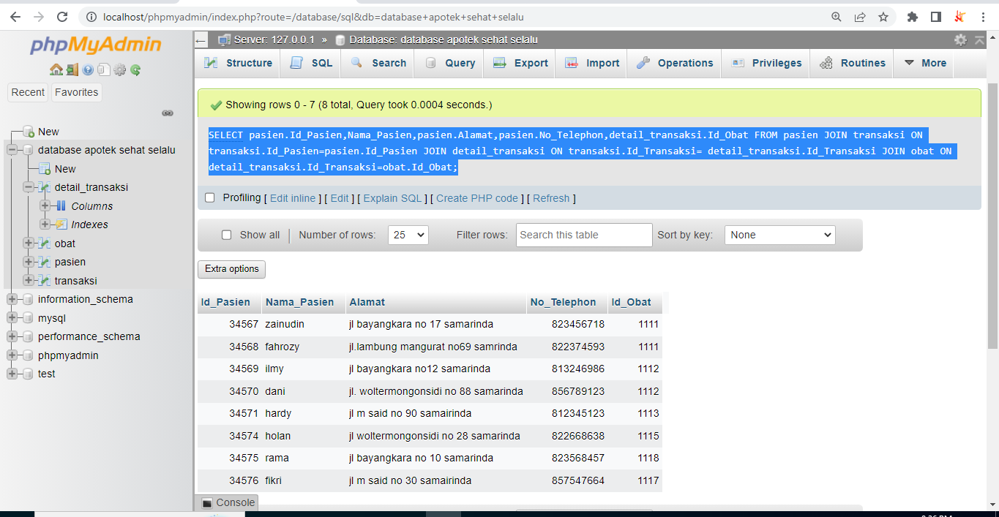 localhost/phpmyadmin/index.php?route=/database/sql&db=database+apotek+sehat+selalu
phpMyAdmin
Recent Favorites
New
database apotek sehat selalu
New
detail_transaksi
Columns
Indexes
obat
pasien
transaksi
information_schema
mysql
performance_schema
phpmyadmin
test
Server: 127.0.0.1 » Database: database apotek sehat selalu
Structure SQL Search Query Export Import Operations Privileges Routines More
Showing rows 0 - 7 (8 total, Query took 0.0004 seconds.)
SELECT pasien.Id_Pasien,Nama_Pasien,pasien.Alamat,pasien.No_Telephon,detail_transaksi.Id_Obat FROM pasien JOIN transaksi ON
transaksi.Id_Pasien=pasien.Id_Pasien JOIN detail_transaksi ON transaksi.Id_Transaksi= detail_transaksi.Id_Transaksi JOIN obat ON
detail_transaksi.Id_Transaksi=obat.Id_Obat;
Profiling [ Edit inline ] [ Edit ] [ Explain SQL ] [ Create PHP code ] [ Refresh ]
Show all Number of rows: 25 Filter rows: Search this table Sort by key: None
Extra options
Id_Pasien Nama_Pasien Alamat No_Telephon Id_Obat
34567 zainudin jl bayangkara no 17 samarinda 823456718 1111
34568 fahrozy jl.lambung mangurat no69 samrinda 822374593 1111
34569 ilmy jl bayangkara no12 samarinda 813246986 1112
34570 dani jl. woltermongonsidi no 88 samarinda 856789123 1112
34571 hardy jl m said no 90 samairinda 812345123 1113
34574 holan jl woltermongonsidi no 28 samarinda 822668638 1115
34575 rama jl bayangkara no 10 samarinda 823568457 1118
34576 fikri jl m said no 30 samairinda 857547664 1117
Console